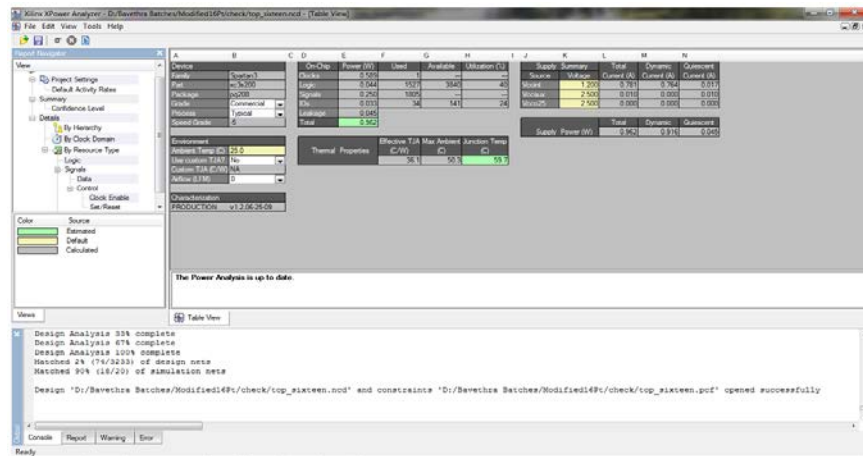 Xilinx XPower Analyzer - D:/Bavethra Batches/Modified16Pt/check/top_sixteen.ncd - [Table View]
File Edit View Tools Help
Report Navigator
View
Project Settings
Default Activity Rates
Summary
Confidence Level
Details
By Hierarchy
By Clock Domain
By Resource Type
Logic
Signals
Data
Control
Clock Enable
Set/Reset
Color Source
Estimated
Default
Calculated
Views
A B C D E F G H I J K L M N
Device
Family Spartan3
Part
Package pq208
Grade Commercial
Process Typical
Speed Grade -5
Environment
Ambient Temp (C) 25.0
Use custom TJA? No
Custom TJA (C/W) NA
Airflow (LFM) 0
Characterization
PRODUCTION v1.2,06-25-09
On-Chip Power (W) Used Available Utilization (%)
Clocks 0.589 1 --- ---
Logic 0.044 1527 3840 40
Signals 0.250 1805 --- ---
IOs 0.033 34 141 24
Leakage 0.045
Total 0.962
Thermal Properties Effective TJA (C/W) Max Ambient (C) Junction Temp (C)
36.1 50.3 59.7
Supply Summary Total Dynamic Quiescent
Source Voltage Current (A) Current (A) Current (A)
Vccint 1.200 0.781 0.764 0.017
Vccaux 2.500 0.010 0.000 0.010
Vcco25 2.500 0.000 0.000 0.000
Total Dynamic Quiescent
Supply Power (W) 0.962 0.916 0.045
The Power Analysis is up to date.
Table View
Design Analysis 33% complete
Design Analysis 67% complete
Design Analysis 100% complete
Matched 2% (74/3233) of design nets
Matched 90% (18/20) of simulation nets
Design 'D:/Bavethra Batches/Modified16Pt/check/top_sixteen.ncd' and constraints 'D:/Bavethra Batches/Modified16Pt/check/top_sixteen.pcf' opened successfully
Console Report Warning Error
Ready